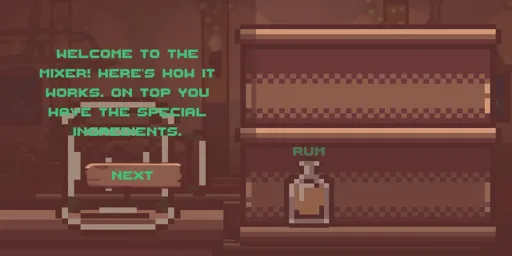 WELCOME TO THE
MIXER! HERE'S HOW IT
WORKS. ON TOP YOU
HAVE THE SPECIAL
INGREDIENTS.
NEXT
RUM